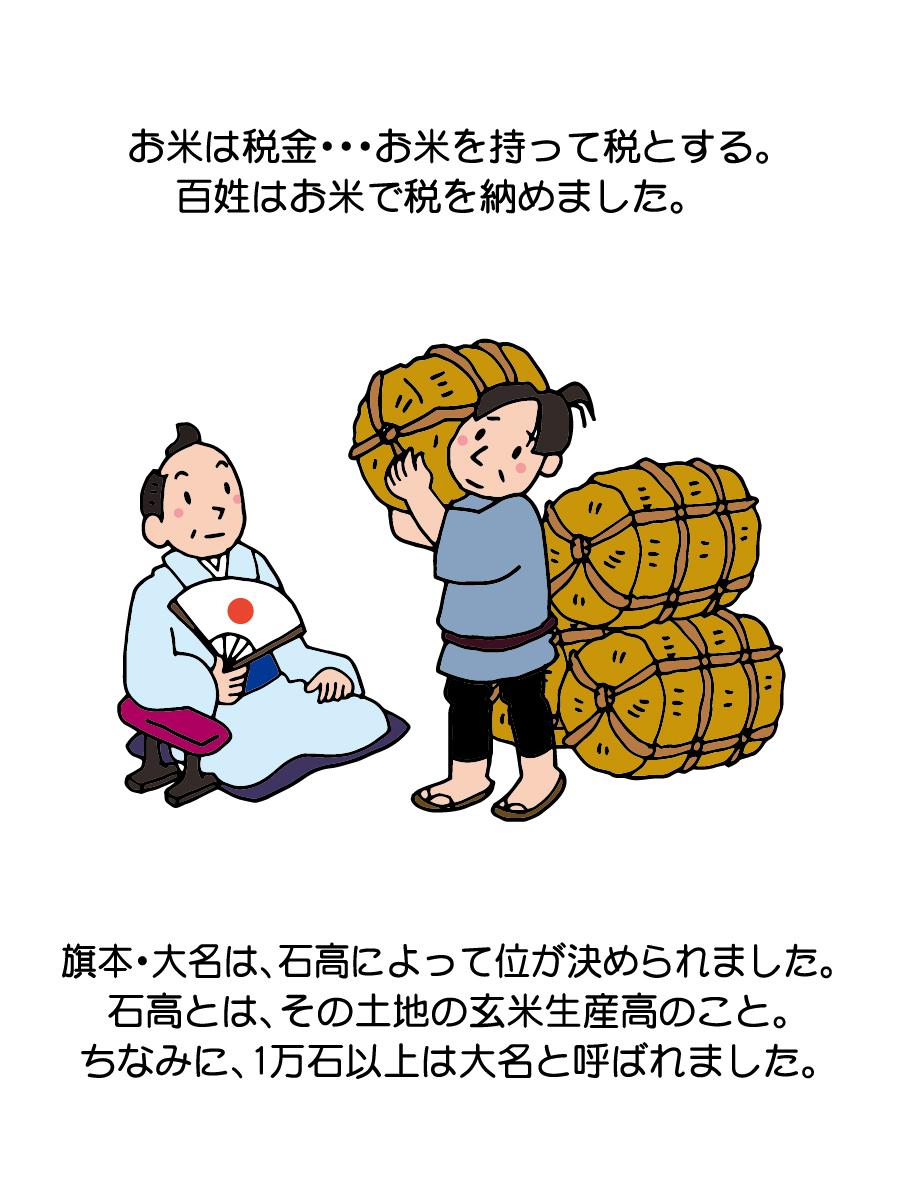 お米は税金・・・お米を持って税とする。
百姓はお米で税を納めました。
旗本・大名は、石高によって位が決められました。
石高とは、その土地の玄米生産高のこと。
ちなみに、1万石以上は大名と呼ばれました。